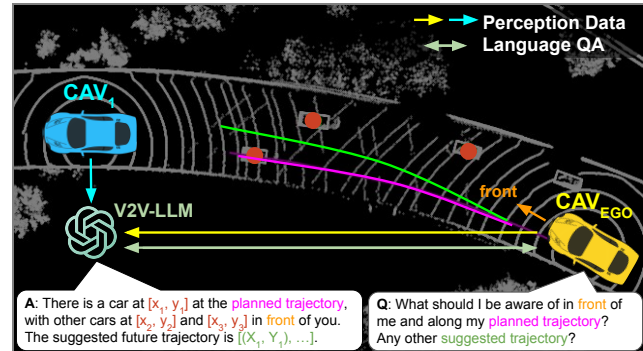 Perception Data
Language QA
CAV₁
front
CAV_EGO
V2V-LLM
A: There is a car at [x₁, y₁] at the planned trajectory,
with other cars at [x₂, y₂] and [x₃, y₃] in front of you.
The suggested future trajectory is [(X₁, Y₁), ...].
Q: What should I be aware of in front of
me and along my planned trajectory?
Any other suggested trajectory?